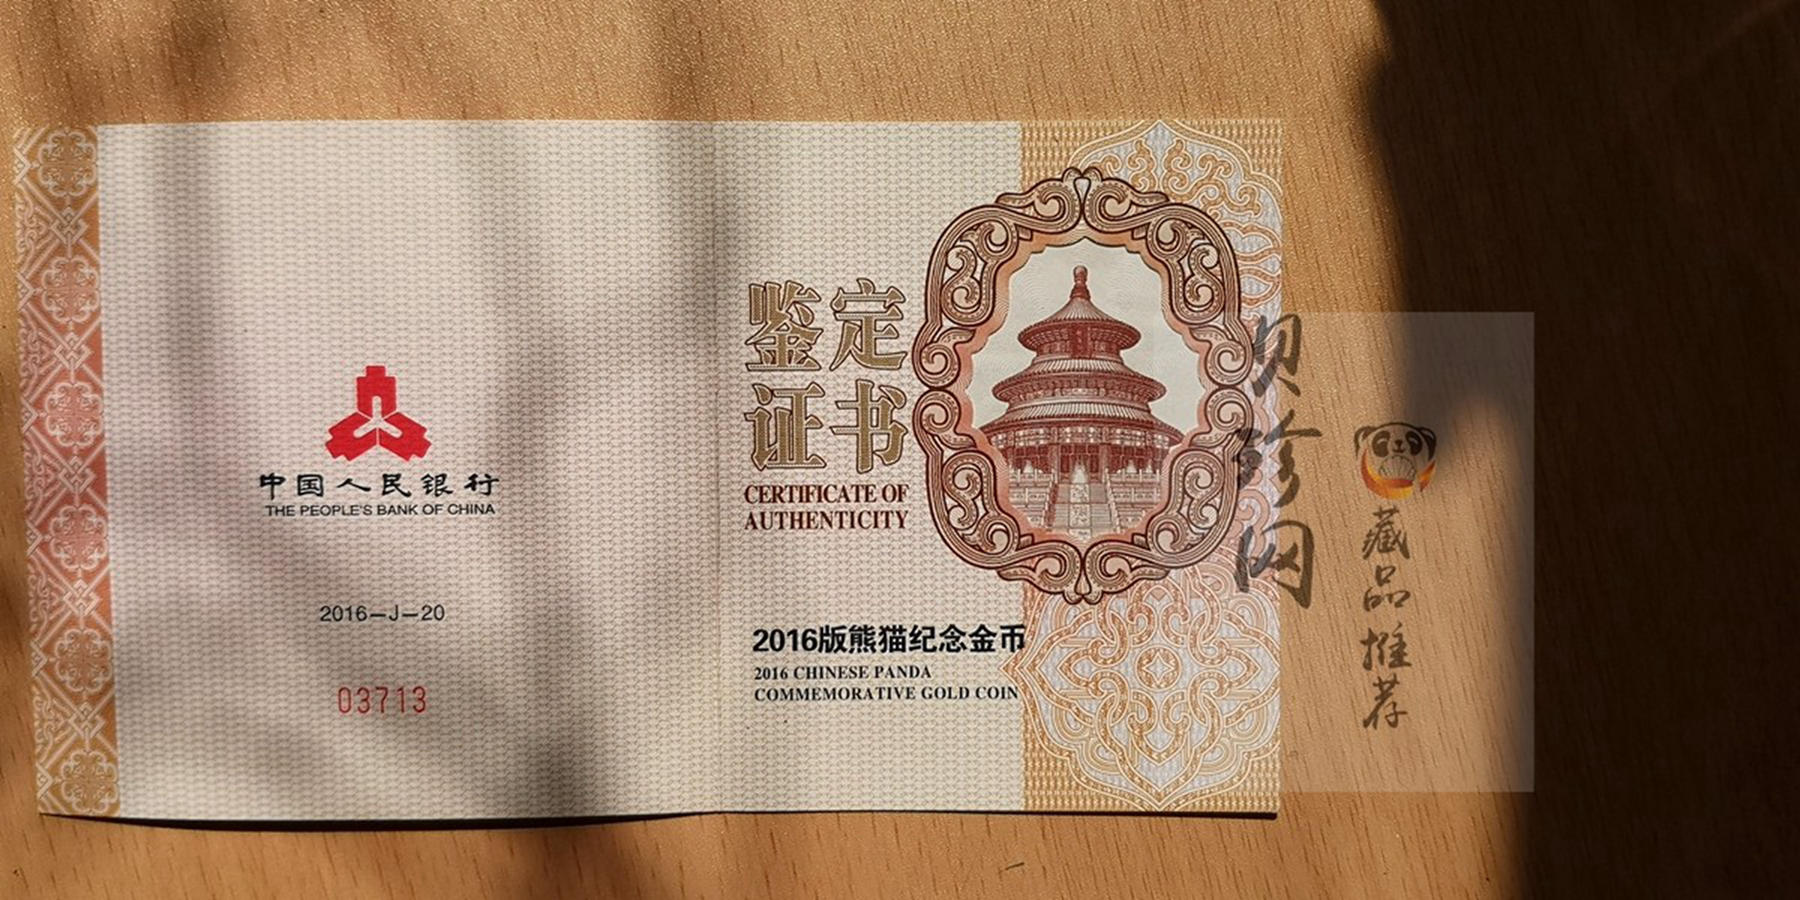 中国人民银行
THE PEOPLE'S BANK OF CHINA
2016—J—20
03713
鉴定
证书
CERTIFICATE OF
AUTHENTICITY
2016版熊猫纪念金币
2016 CHINESE PANDA
COMMEMORATIVE GOLD COIN
贝珍网
藏品推荐